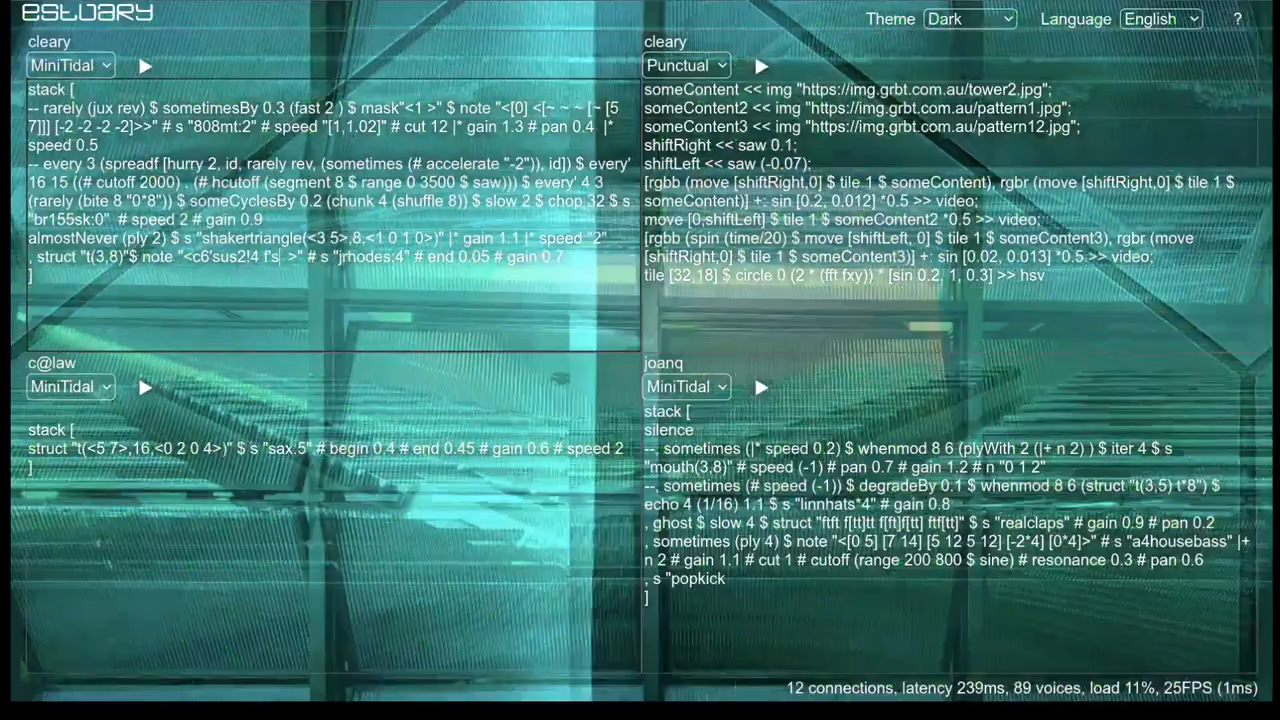 estuary
Theme Dark Language English ?
cleary
MiniTidal
stack [
-- rarely (jux rev) $ sometimesBy 0.3 (fast 2 ) $ mask"<1 >" $ note "<[0] <[~ ~ ~ [~ [5
7]]] [-2 -2 -2 -2]>>" # s "808mt:2" # speed "[1,1.02]" # cut 12 |* gain 1.3 # pan 0.4 |*
speed 0.5
-- every 3 (spreadf [hurry 2, id, rarely rev, (sometimes (# accelerate "-2")), id]) $ every'
16 15 ((# cutoff 2000) . (# hcutoff (segment 8 $ range 0 3500 $ saw))) $ every' 4 3
(rarely (bite 8 "0*8")) $ someCyclesBy 0.2 (chunk 4 (shuffle 8)) $ slow 2 $ chop 32 $ s
"br155sk:0" # speed 2 # gain 0.9
almostNever (ply 2) $ s "shakertriangle(<3 5>,8,<1 0 1 0>)" |* gain 1.1 |* speed "2"
, struct "t(3,8)"$ note "<c6'sus2!4 f's >" # s "jrhodes:4" # end 0.05 # gain 0.7
]
cleary
Punctual
someContent << img "https://img.grbt.com.au/tower2.jpg";
someContent2 << img "https://img.grbt.com.au/pattern1.jpg";
someContent3 << img "https://img.grbt.com.au/pattern12.jpg";
shiftRight << saw 0.1;
shiftLeft << saw (-0.07);
[rgbb (move [shiftRight,0] $ tile 1 $ someContent), rgbr (move [shiftRight,0] $ tile 1 $
someContent)] +: sin [0.2, 0.012] *0.5 >> video;
move [0,shiftLeft] $ tile 1 $ someContent2 *0.5 >> video;
[rgbb (spin (time/20) $ move [shiftLeft, 0] $ tile 1 $ someContent3), rgbr (move
[shiftRight,0] $ tile 1 $ someContent3)] +: sin [0.02, 0.013] *0.5 >> video;
tile [32,18] $ circle 0 (2 * (fft fxy)) * [sin 0.2, 1, 0.3] >> hsv
c@law
MiniTidal
stack [
struct "t(<5 7>,16,<0 2 0 4>)" $ s "sax:5" # begin 0.4 # end 0.45 # gain 0.6 # speed 2
]
joanq
MiniTidal
stack [
silence
--, sometimes (|* speed 0.2) $ whenmod 8 6 (plyWith 2 (|+ n 2) ) $ iter 4 $ s
"mouth(3,8)" # speed (-1) # pan 0.7 # gain 1.2 # n "0 1 2"
--, sometimes (# speed (-1)) $ degradeBy 0.1 $ whenmod 8 6 (struct "t(3,5) t*8") $
echo 4 (1/16) 1.1 $ s "linnhats*4" # gain 0.8
, ghost $ slow 4 $ struct "ftft f[tt]tt f[ft]f[tt] ftf[tt]" $ s "realclaps" # gain 0.9 # pan 0.2
, sometimes (ply 4) $ note "<[0 5] [7 14] [5 12 5 12] [-2*4] [0*4]>" # s "a4housebass" |+
n 2 # gain 1.1 # cut 1 # cutoff (range 200 800 $ sine) # resonance 0.3 # pan 0.6
, s "popkick
]
12 connections, latency 239ms, 89 voices, load 11%, 25FPS (1ms)